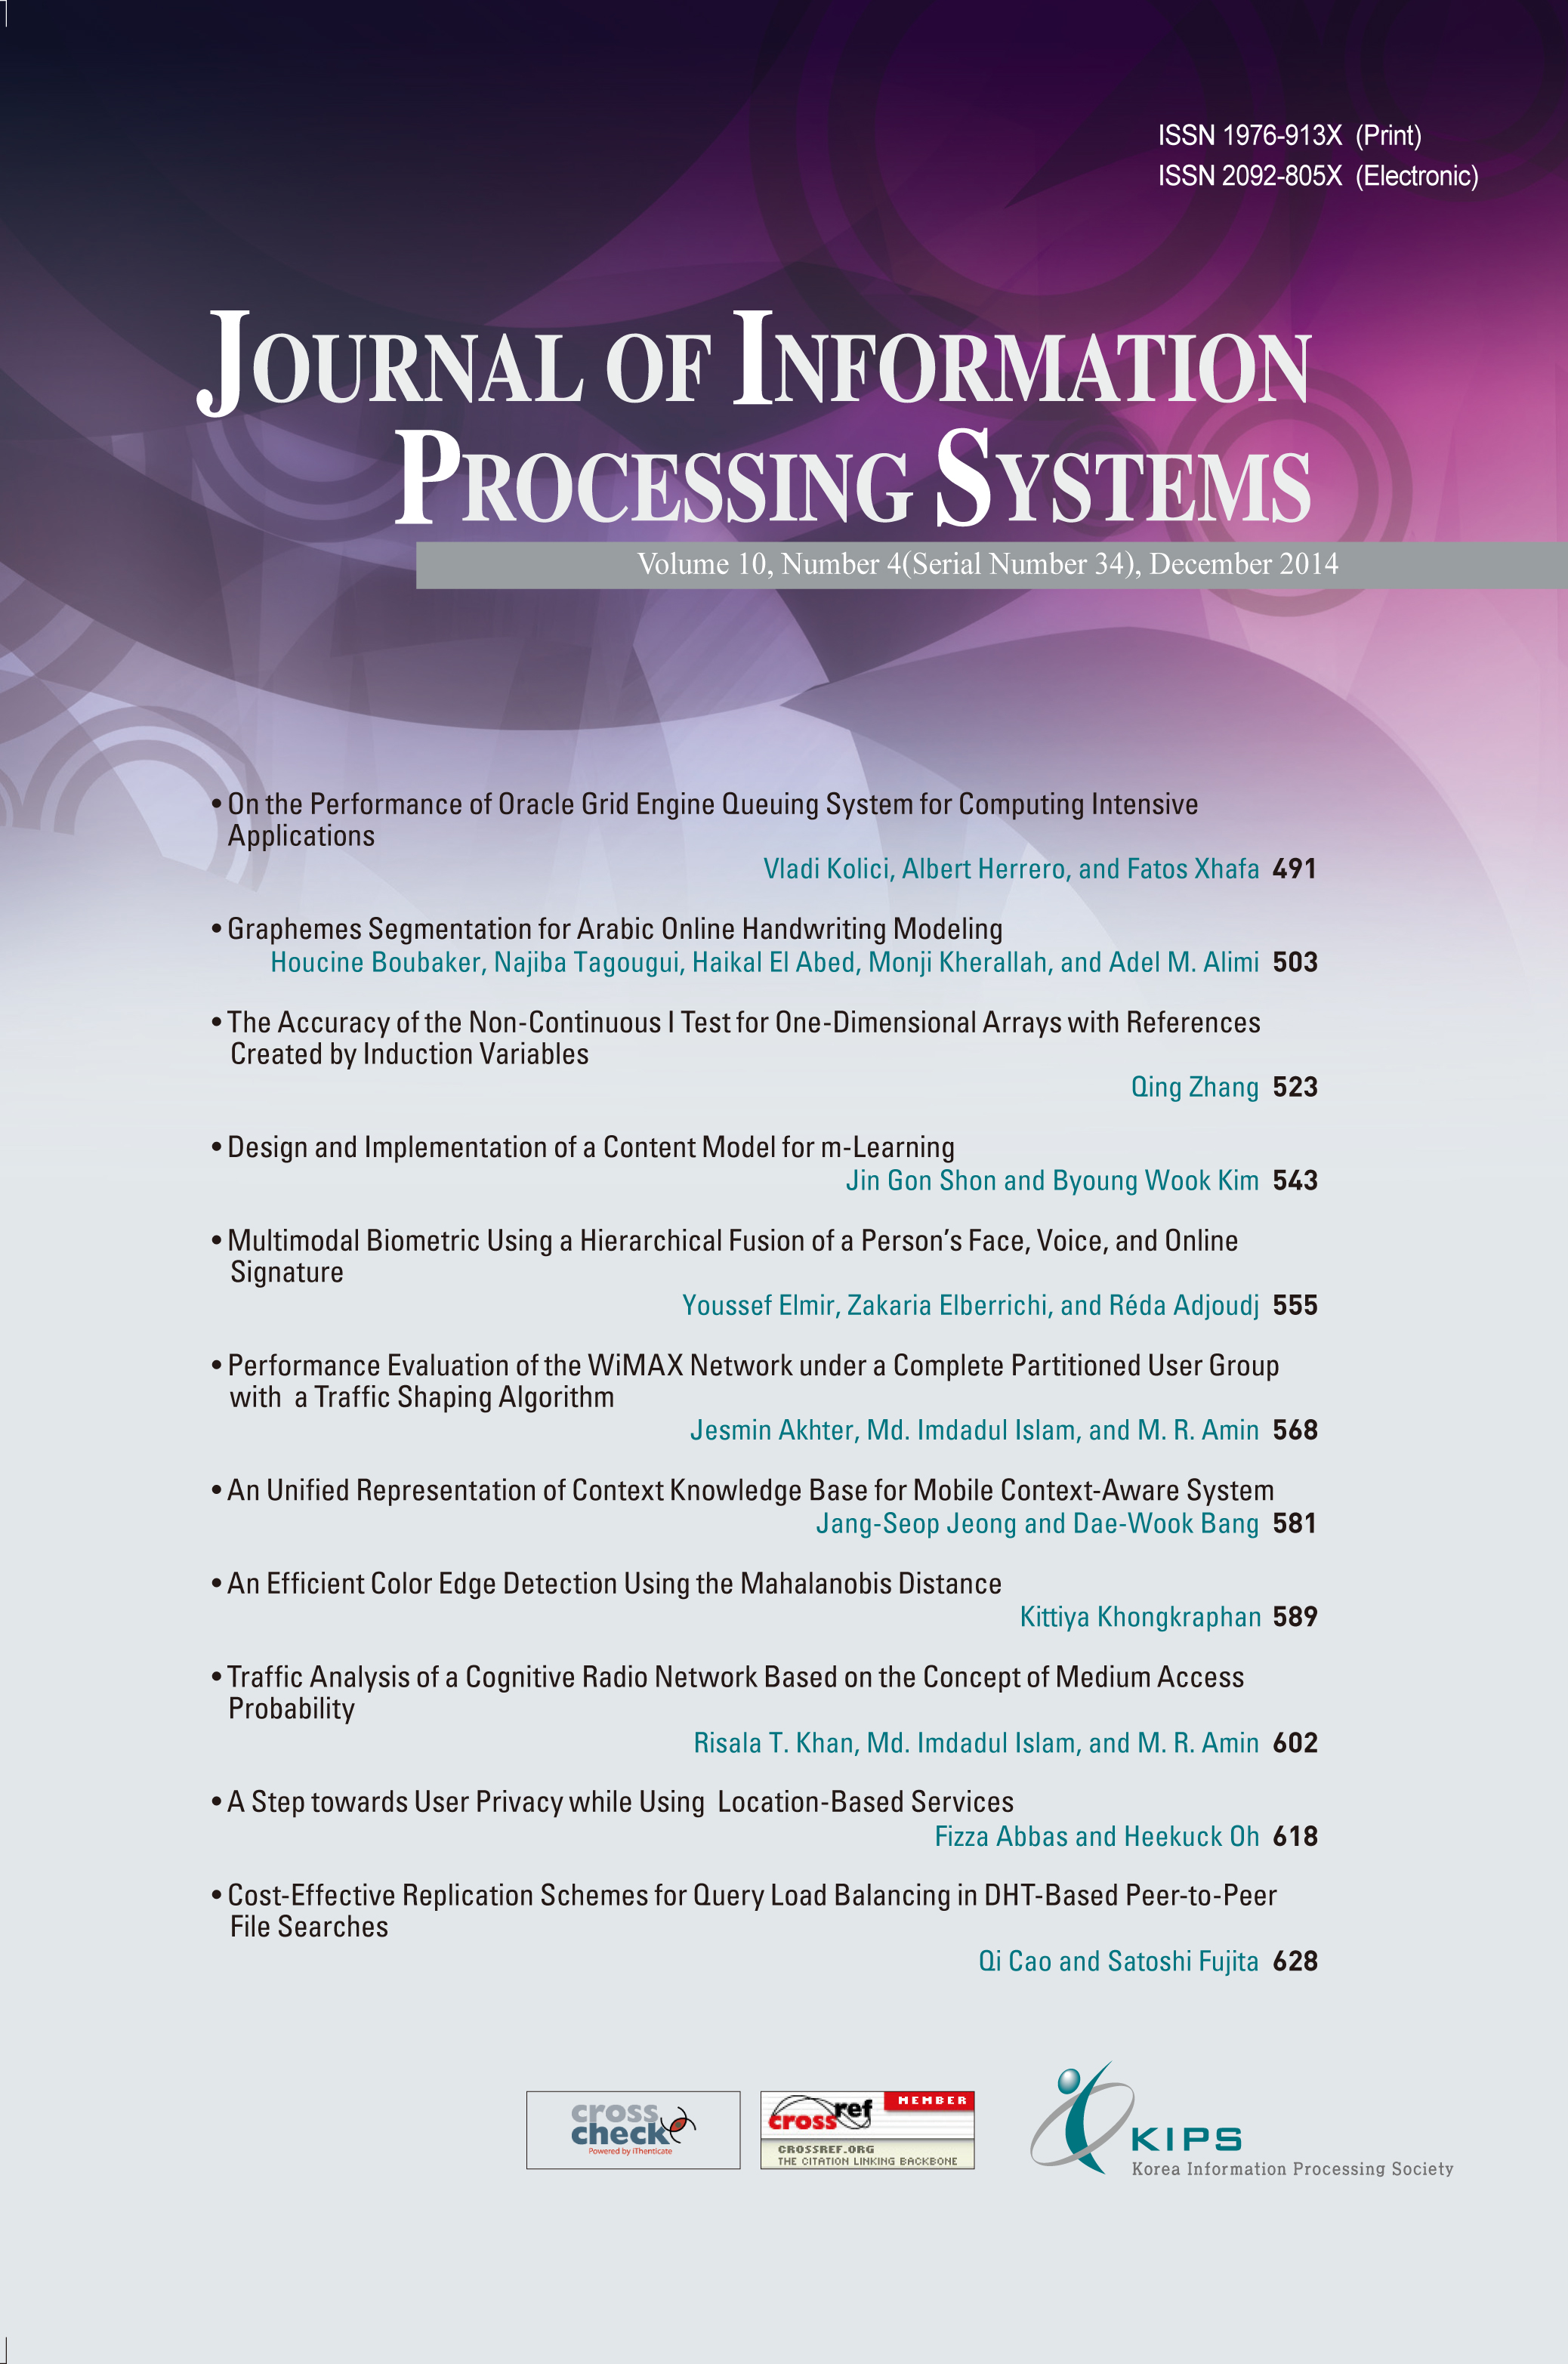 ISSN 1976-913X (Print)
ISSN 2092-805X (Electronic)
JOURNAL OF INFORMATION
PROCESSING SYSTEMS
Volume 10, Number 4(Serial Number 34), December 2014
• On the Performance of Oracle Grid Engine Queuing System for Computing Intensive
Applications
Vladi Kolici, Albert Herrero, and Fatos Xhafa 491
• Graphemes Segmentation for Arabic Online Handwriting Modeling
Houcine Boubaker, Najiba Tagougui, Haikal El Abed, Monji Kherallah, and Adel M. Alimi 503
• The Accuracy of the Non-Continuous I Test for One-Dimensional Arrays with References
Created by Induction Variables
Qing Zhang 523
• Design and Implementation of a Content Model for m-Learning
Jin Gon Shon and Byoung Wook Kim 543
• Multimodal Biometric Using a Hierarchical Fusion of a Person’s Face, Voice, and Online
Signature
Youssef Elmir, Zakaria Elberrichi, and Réda Adjoudj 555
• Performance Evaluation of the WiMAX Network under a Complete Partitioned User Group
with a Traffic Shaping Algorithm
Jesmin Akhter, Md. Imdadul Islam, and M. R. Amin 568
• An Unified Representation of Context Knowledge Base for Mobile Context-Aware System
Jang-Seop Jeong and Dae-Wook Bang 581
• An Efficient Color Edge Detection Using the Mahalanobis Distance
Kittiya Khongkraphan 589
• Traffic Analysis of a Cognitive Radio Network Based on the Concept of Medium Access
Probability
Risala T. Khan, Md. Imdadul Islam, and M. R. Amin 602
• A Step towards User Privacy while Using Location-Based Services
Fizza Abbas and Heekuck Oh 618
• Cost-Effective Replication Schemes for Query Load Balancing in DHT-Based Peer-to-Peer
File Searches
Qi Cao and Satoshi Fujita 628
cross
check
Powered by iThenticate
MEMBER
crossref
CROSSREF.ORG
THE CITATION LINKING BACKBONE
KIPS
Korea Information Processing Society